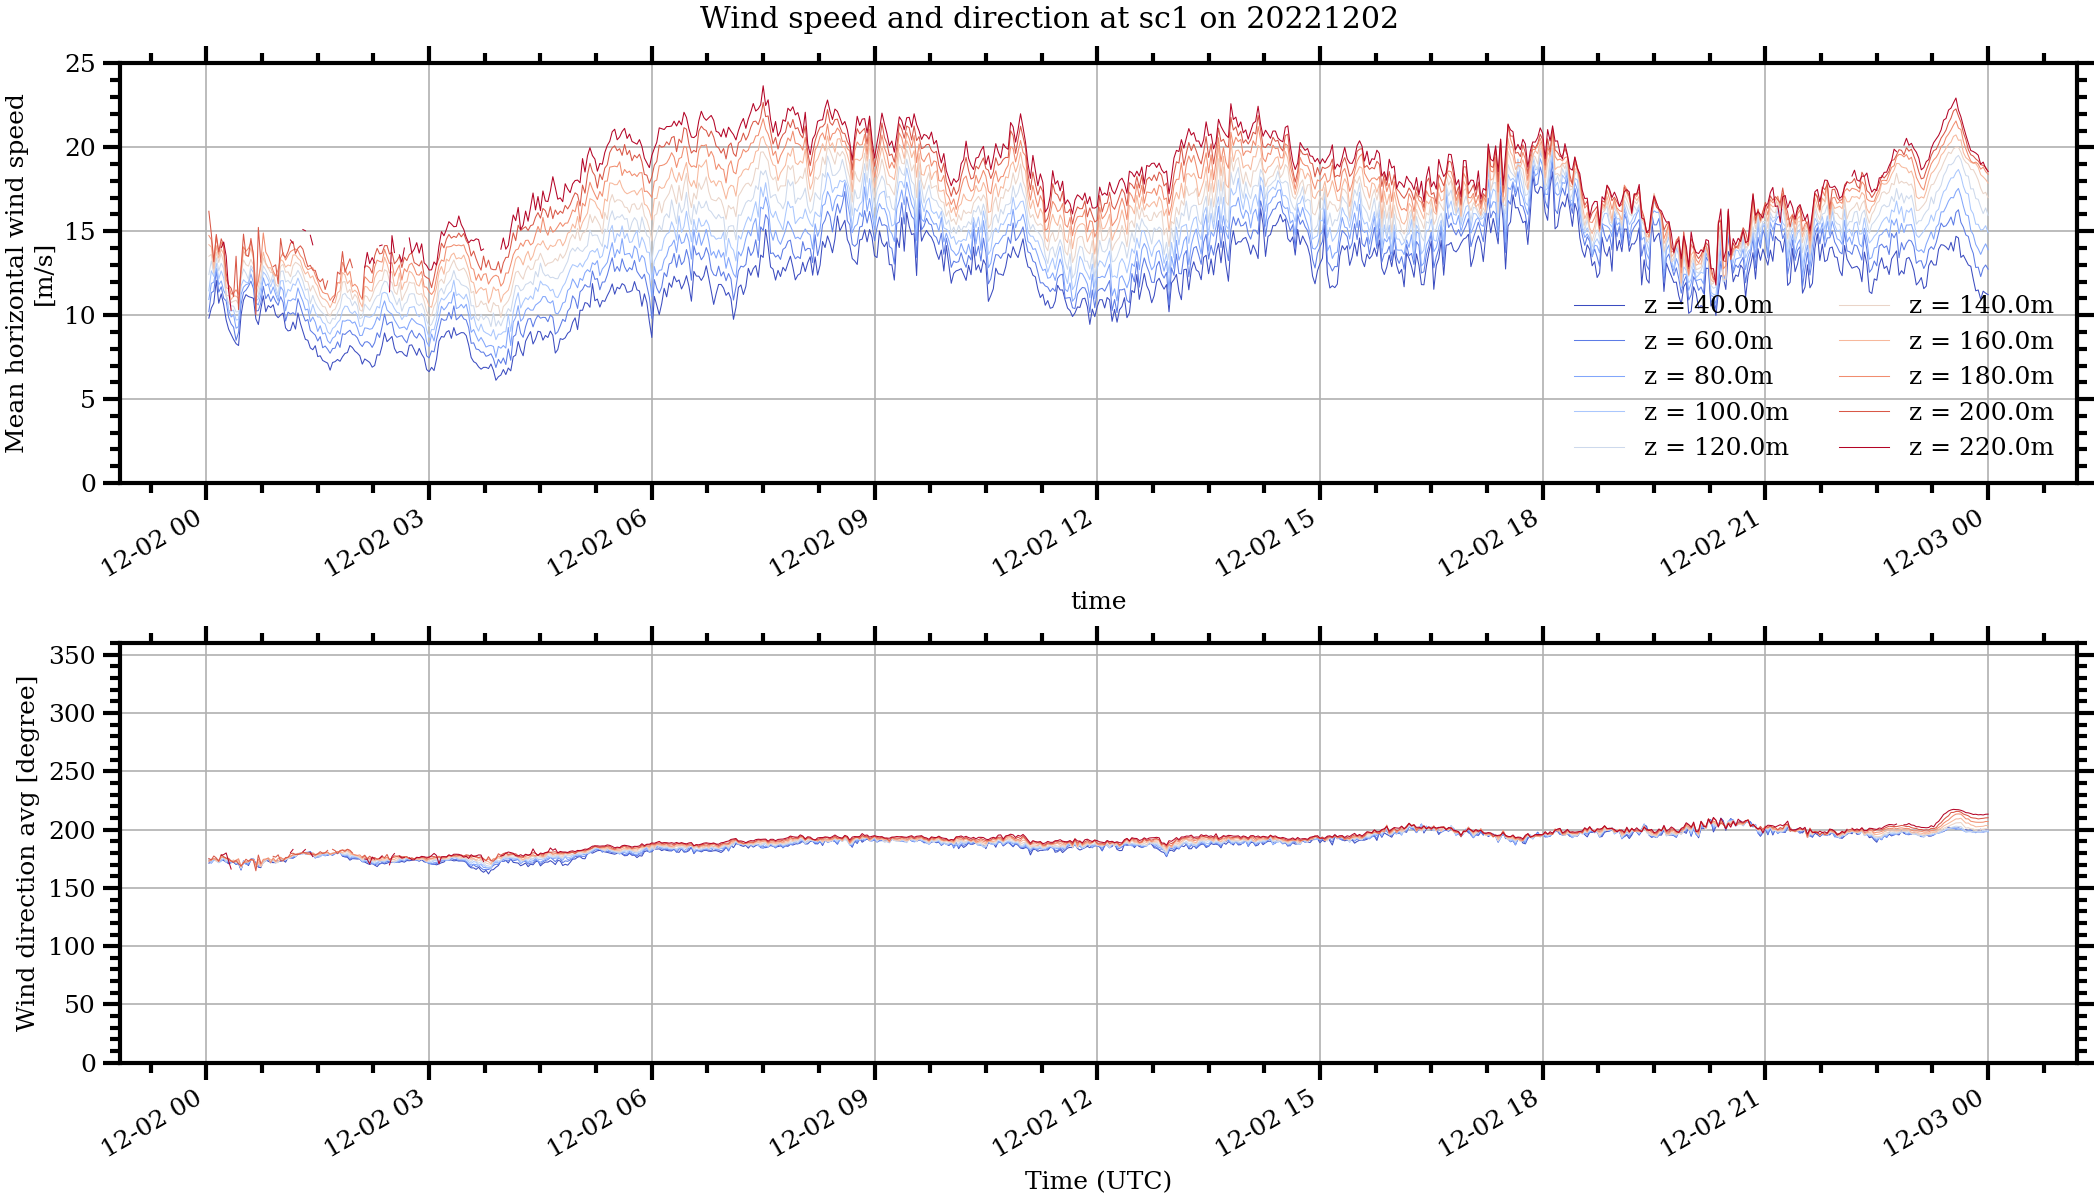 Wind speed and direction at sc1 on 20221202
Mean horizontal wind speed
[m/s]
25
20
15
10
5
0
z = 40.0m
z = 60.0m
z = 80.0m
z = 100.0m
z = 120.0m
z = 140.0m
z = 160.0m
z = 180.0m
z = 200.0m
z = 220.0m
12-02 00
12-02 03
12-02 06
12-02 09
12-02 12
12-02 15
12-02 18
12-02 21
12-03 00
time
Wind direction avg [degree]
350
300
250
200
150
100
50
0
12-02 00
12-02 03
12-02 06
12-02 09
12-02 12
12-02 15
12-02 18
12-02 21
12-03 00
Time (UTC)